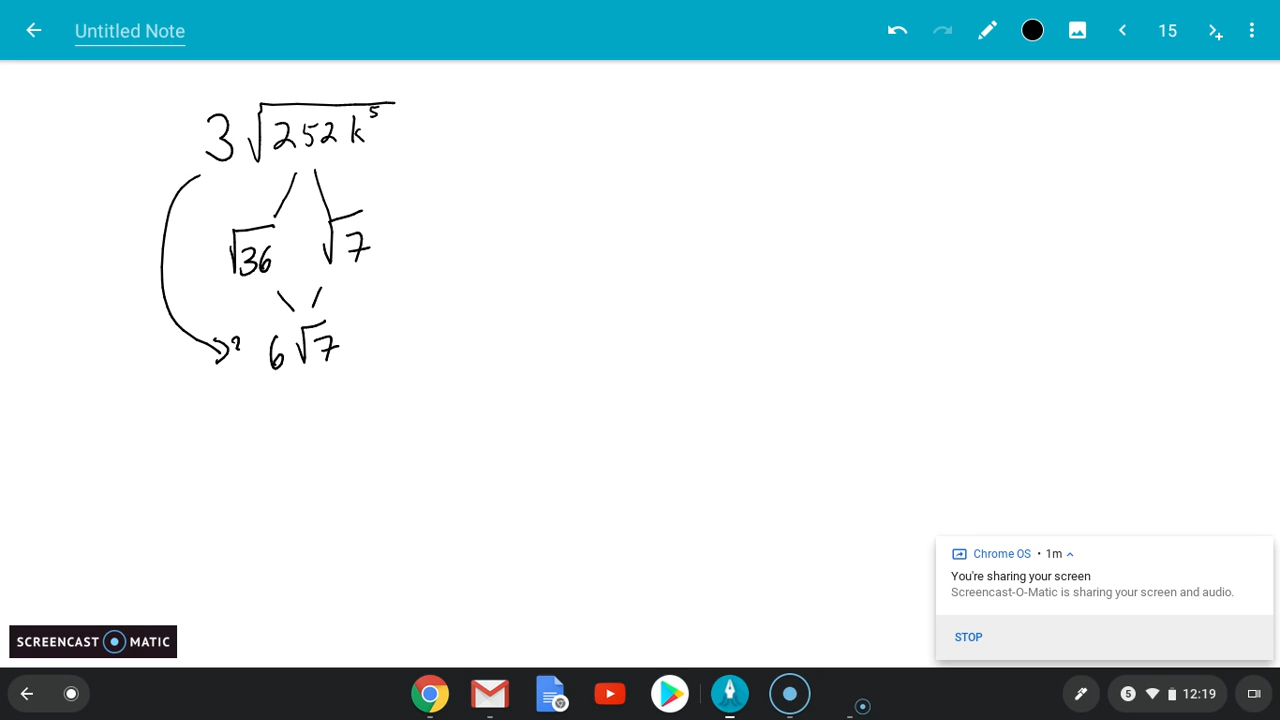 Untitled Note
15
3√252k⁵
√36 √7
6√7
Chrome OS • 1m
You're sharing your screen
Screencast-O-Matic is sharing your screen and audio.
STOP
SCREENCAST MATIC
5 12:19